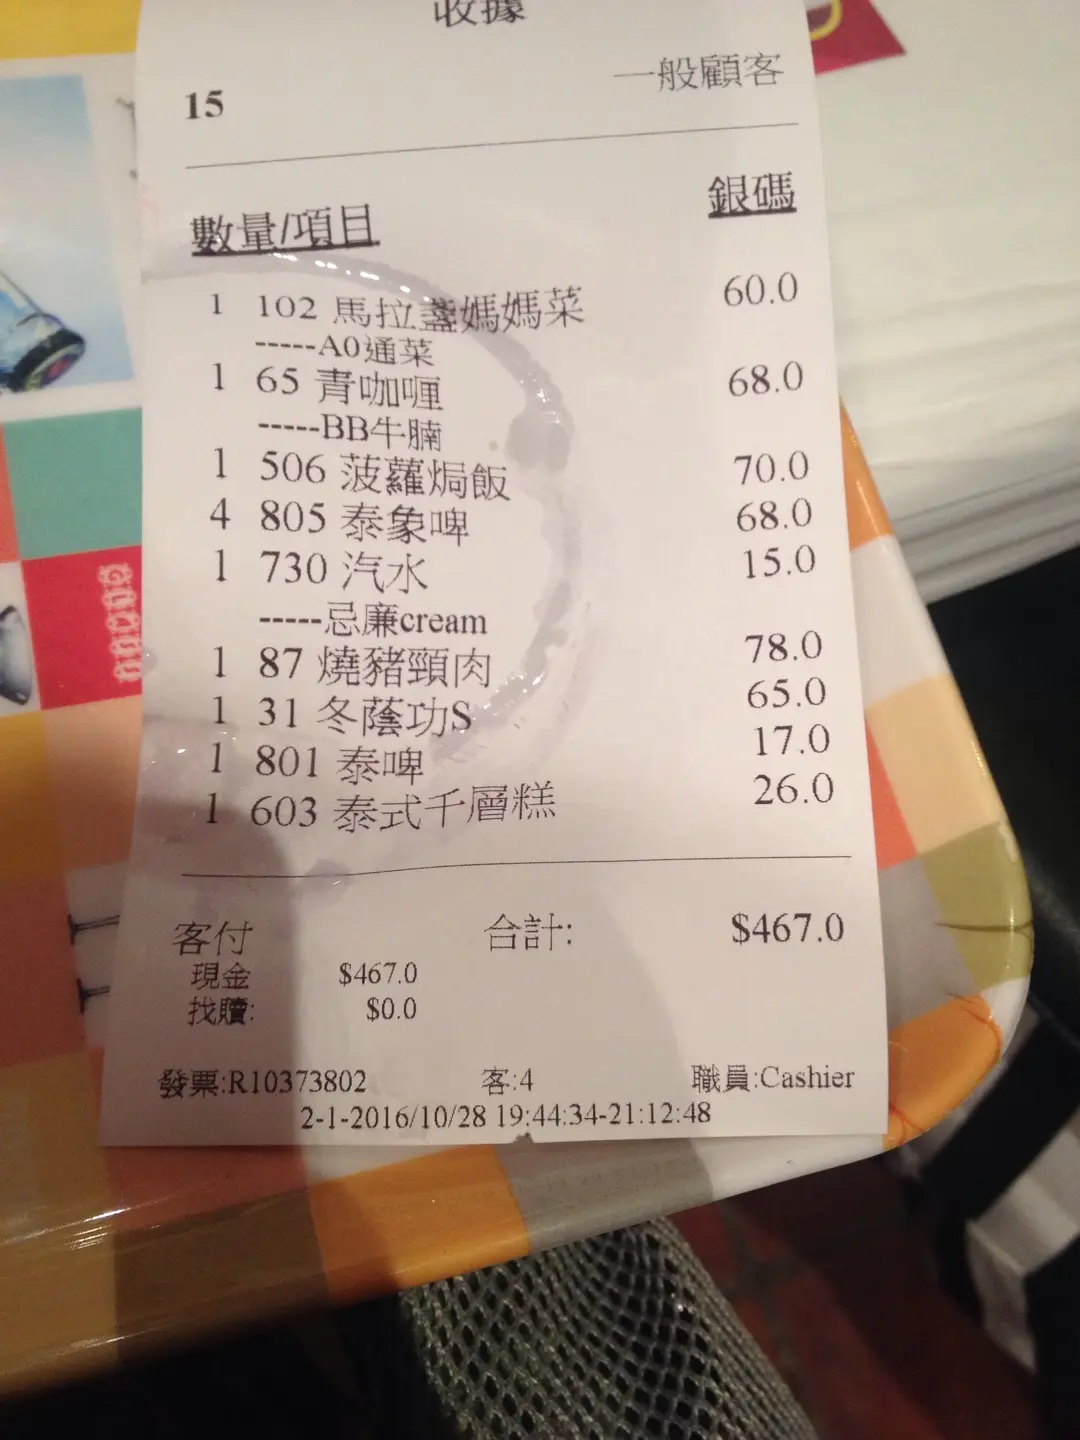 收據
15 一般顧客
數量/項目 銀碼
1 102 馬拉盞媽媽菜 60.0
-----A0通菜
1 65 青咖喱 68.0
-----BB牛腩
1 506 菠蘿焗飯 70.0
4 805 泰象啤 68.0
1 730 汽水 15.0
-----忌廉cream
1 87 燒豬頸肉 78.0
1 31 冬蔭功S 65.0
1 801 泰啤 17.0
1 603 泰式千層糕 26.0
客付 合計: $467.0
現金 $467.0
找贖: $0.0
發票:R10373802 客:4 職員:Cashier
2-1-2016/10/28 19:44:34-21:12:48